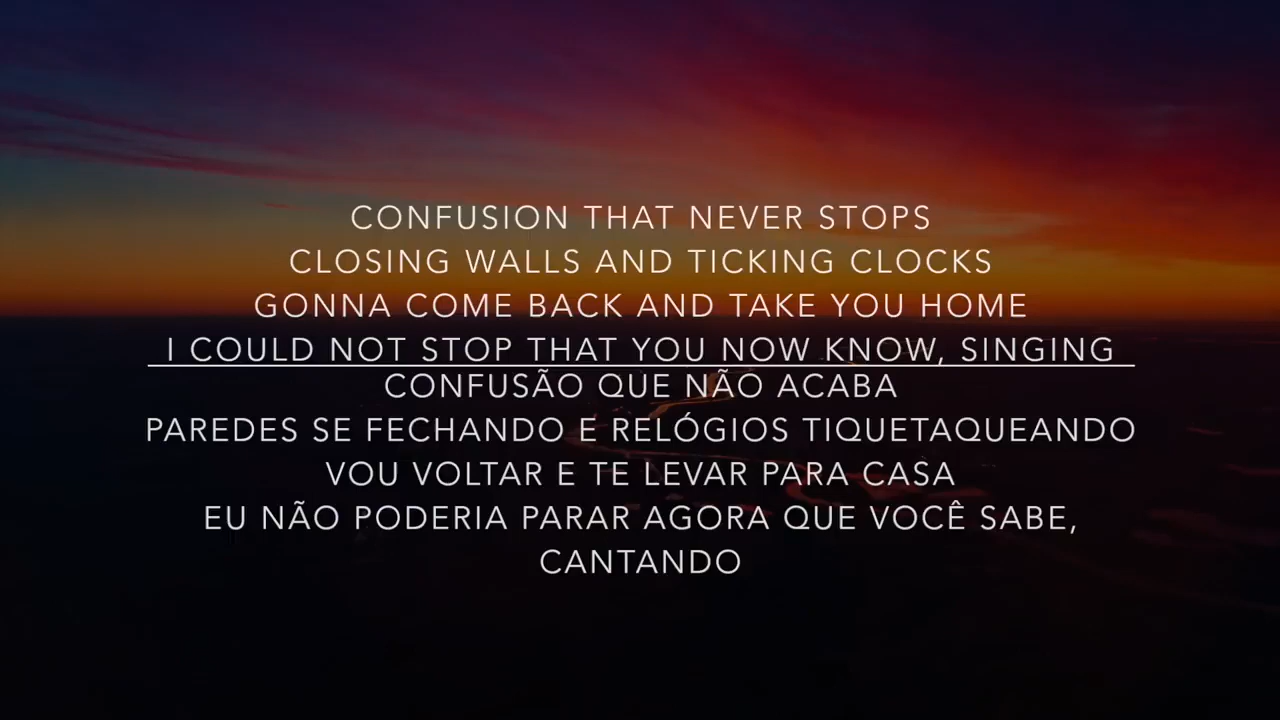 CONFUSION THAT NEVER STOPS
CLOSING WALLS AND TICKING CLOCKS
GONNA COME BACK AND TAKE YOU HOME
I COULD NOT STOP THAT YOU NOW KNOW, SINGING
CONFUSÃO QUE NÃO ACABA
PAREDES SE FECHANDO E RELÓGIOS TIQUETAQUEANDO
VOU VOLTAR E TE LEVAR PARA CASA
EU NÃO PODERIA PARAR AGORA QUE VOCÊ SABE,
CANTANDO